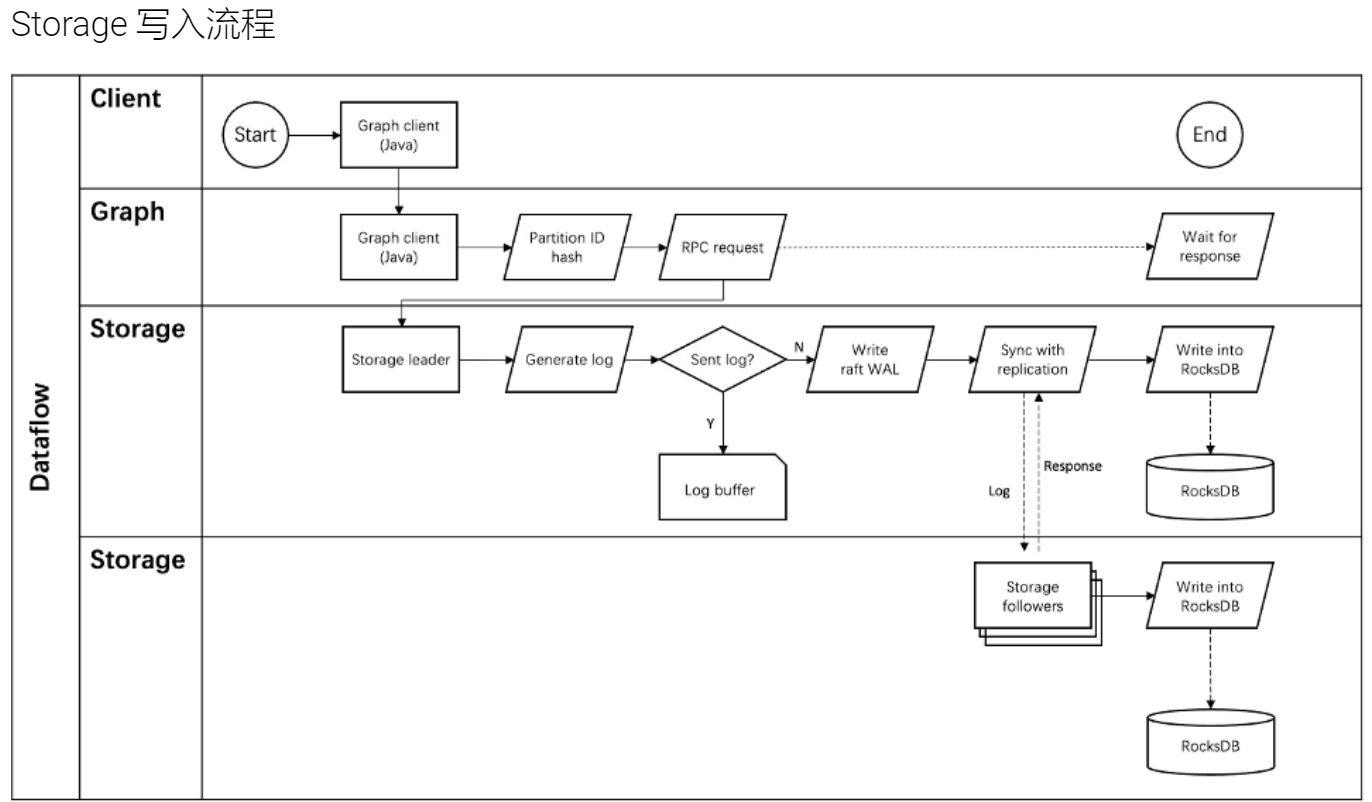 Storage 写入流程
Dataflow
Client
Start
Graph client
(Java)
End
Graph
Graph client
(Java)
Partition ID
hash
RPC request
Wait for
response
Storage
Storage leader
Generate log
Sent log?
N
Write
raft WAL
Sync with
replication
Write into
RocksDB
Y
Log buffer
Log
Response
RocksDB
Storage
Storage
followers
Write into
RocksDB
RocksDB